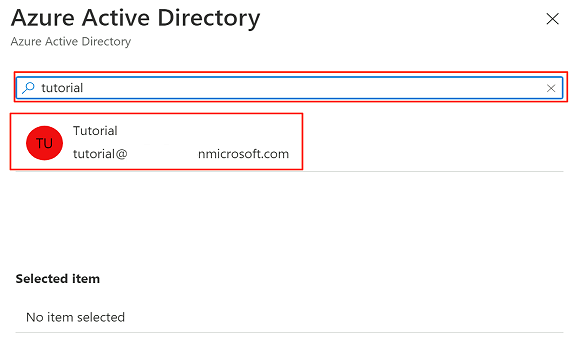 Azure Active Directory
Azure Active Directory
tutorial
TU
Tutorial
tutorial@ nmicrosoft.com
Selected item
No item selected